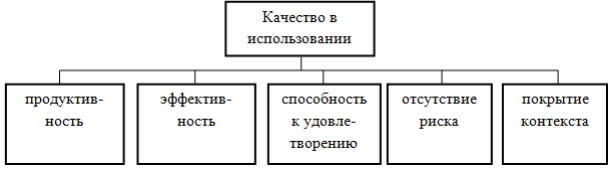 Качество в
использовании
продуктив-
ность
эффектив-
ность
способность
к удовле-
творению
отсутствие
риска
покрытие
контекста